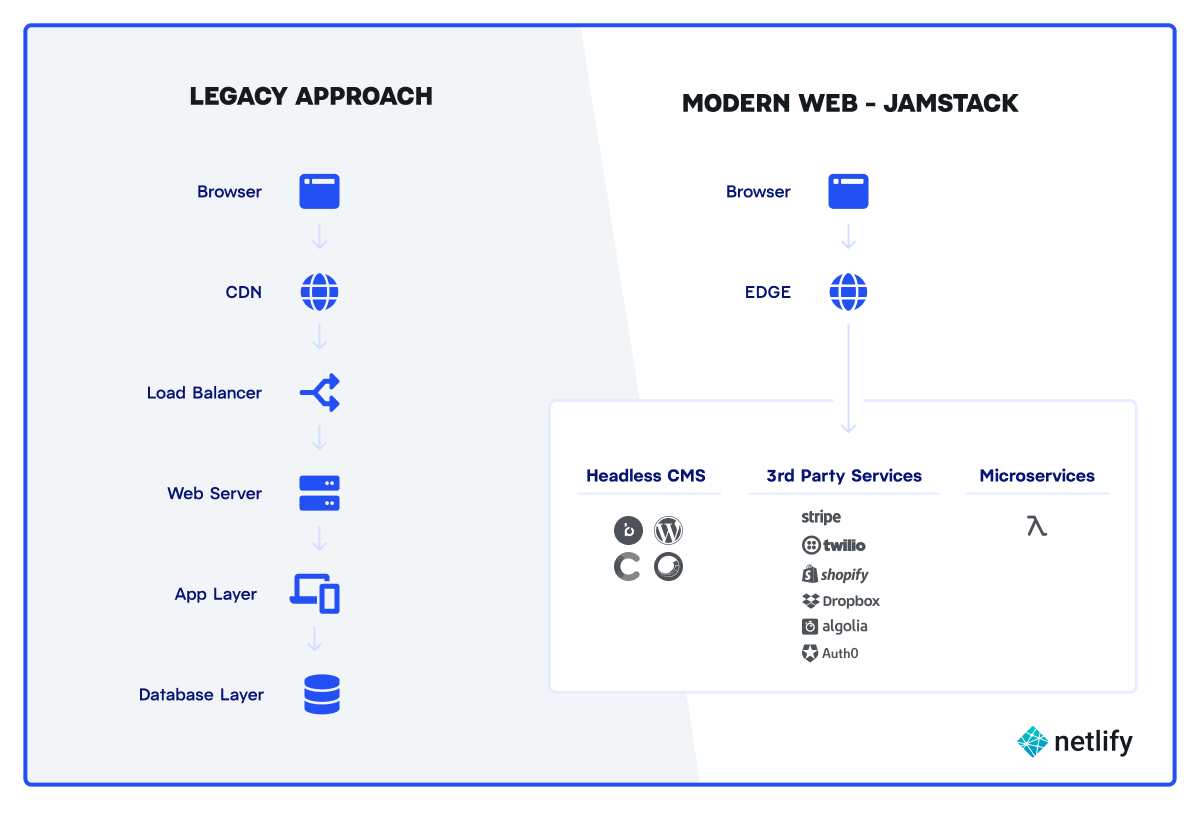 LEGACY APPROACH
Browser
CDN
Load Balancer
Web Server
App Layer
Database Layer
MODERN WEB - JAMSTACK
Browser
EDGE
Headless CMS
3rd Party Services
stripe
twilio
shopify
Dropbox
algolia
Auth0
Microservices
λ
netlify